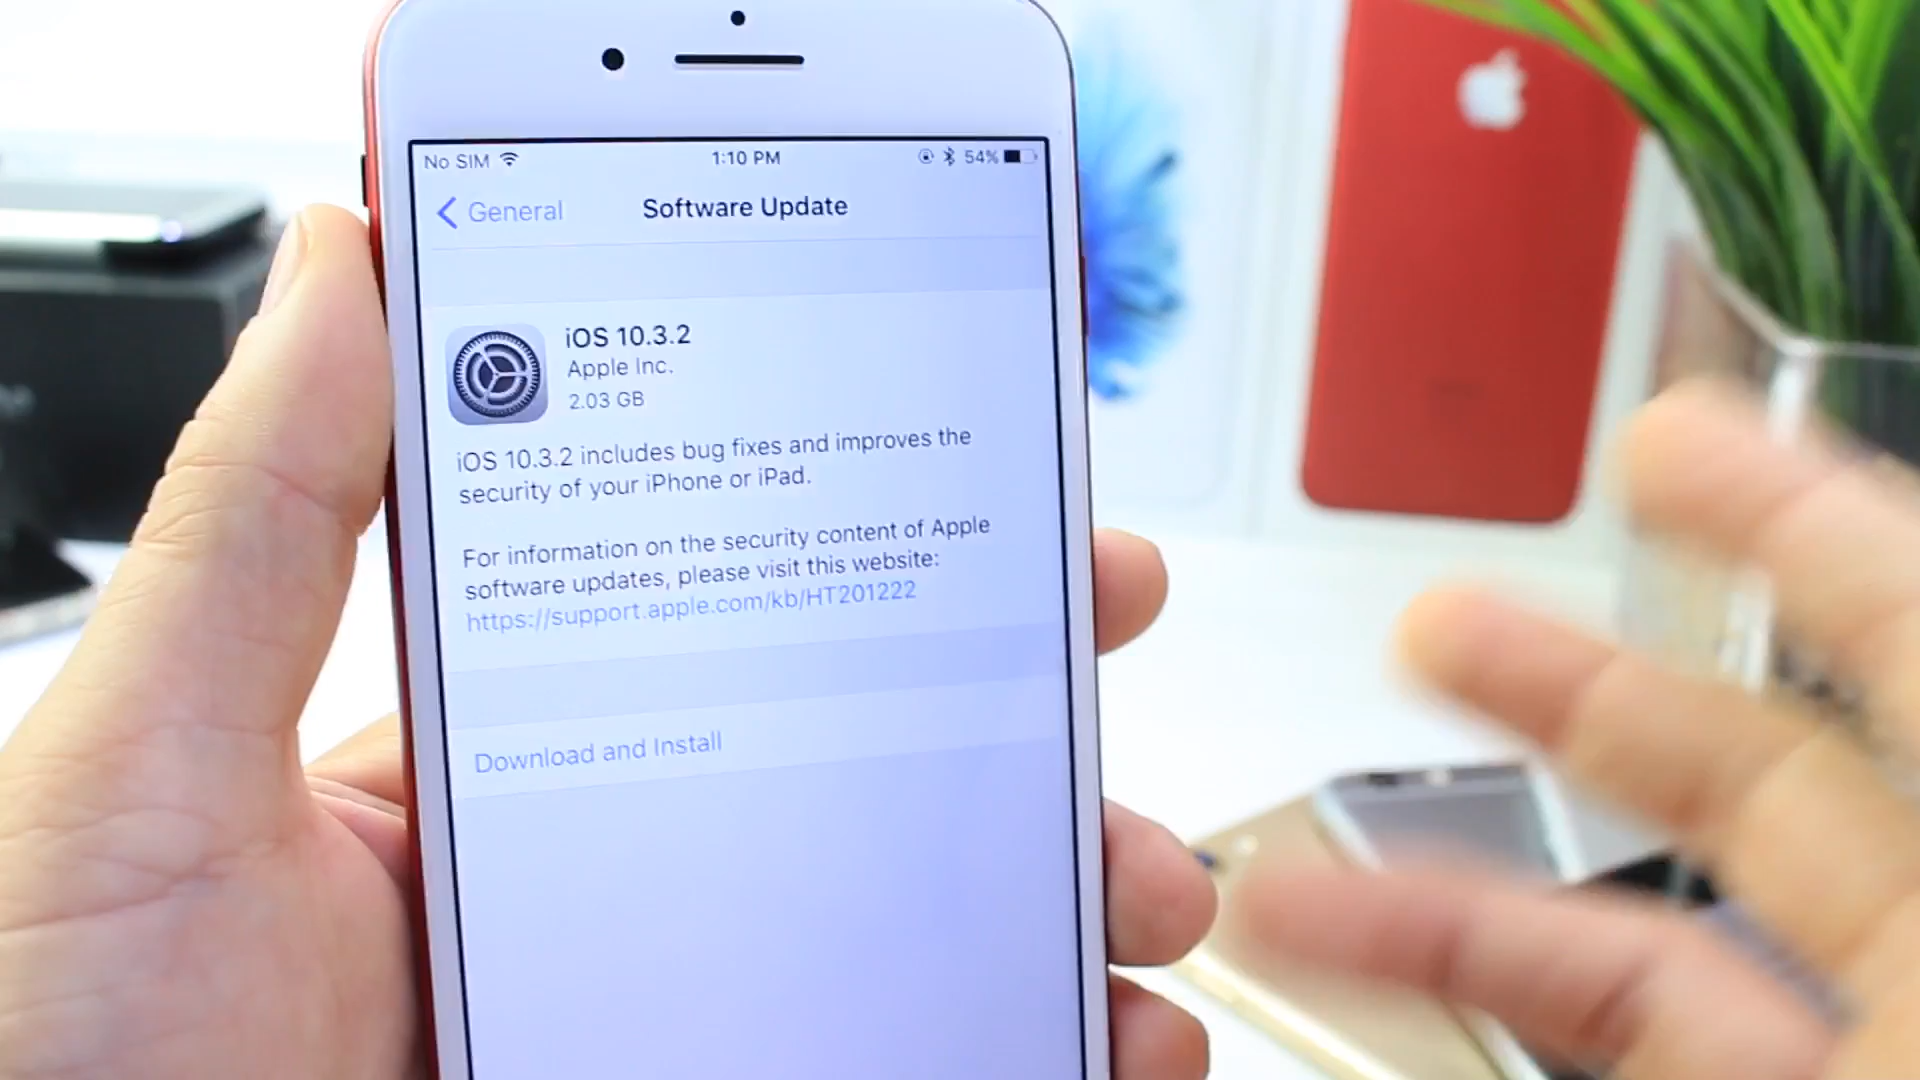 No SIM 1:10 PM 54%
General Software Update
iOS 10.3.2
Apple Inc.
2.03 GB
iOS 10.3.2 includes bug fixes and improves the
security of your iPhone or iPad.
For information on the security content of Apple
software updates, please visit this website:
https://support.apple.com/kb/HT201222
Download and Install